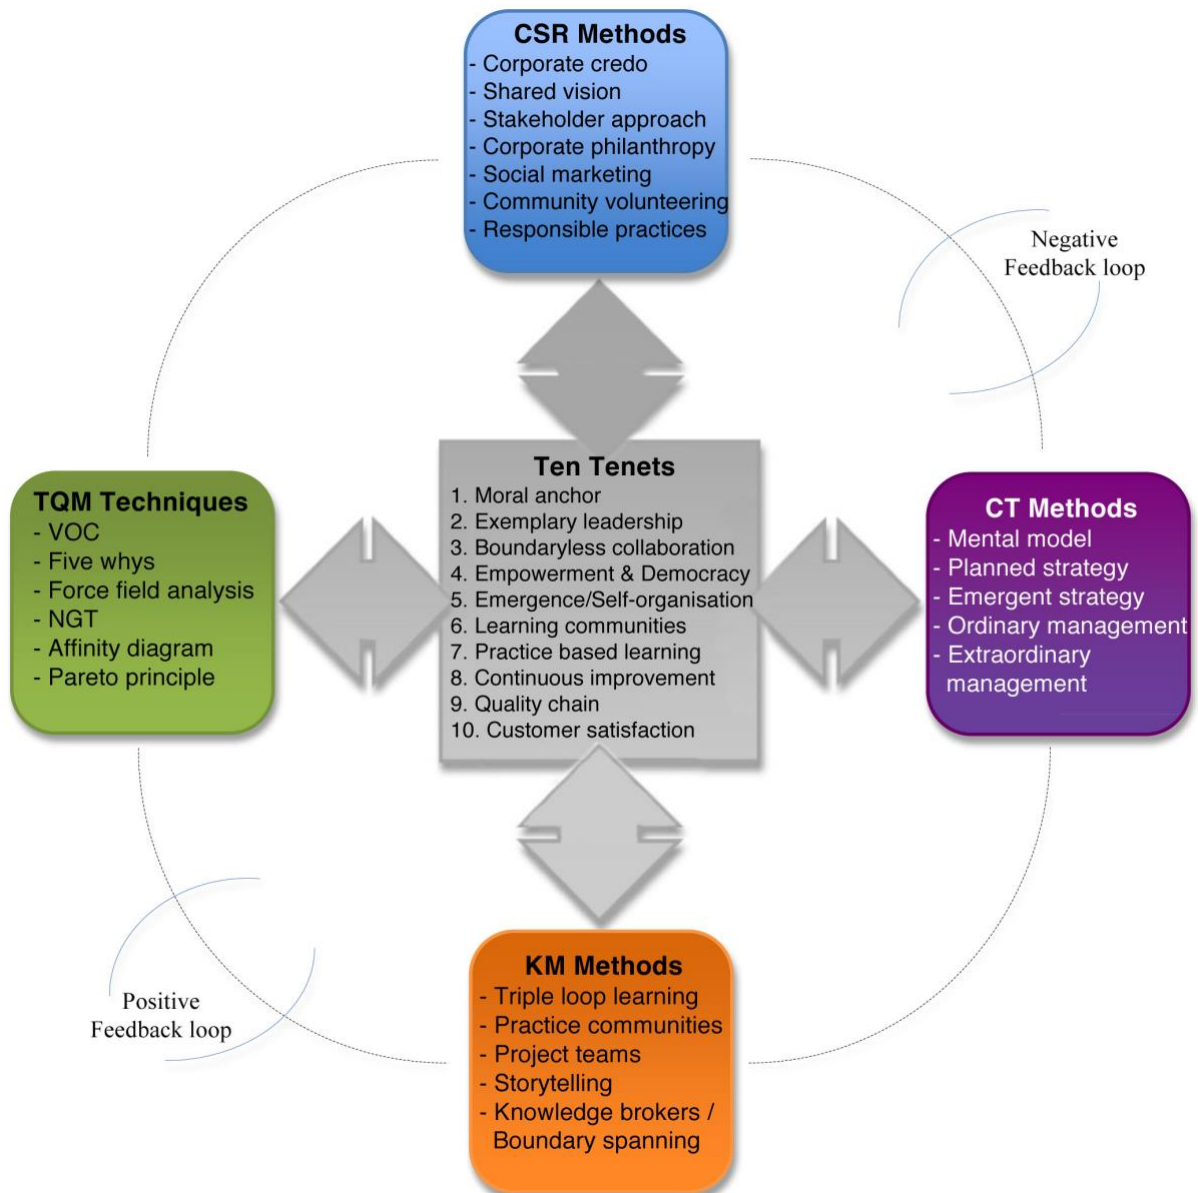 CSR Methods
- Corporate credo
- Shared vision
- Stakeholder approach
- Corporate philanthropy
- Social marketing
- Community volunteering
- Responsible practices
Negative
Feedback loop
TQM Techniques
- VOC
- Five whys
- Force field analysis
- NGT
- Affinity diagram
- Pareto principle
Ten Tenets
1. Moral anchor
2. Exemplary leadership
3. Boundaryless collaboration
4. Empowerment & Democracy
5. Emergence/Self-organisation
6. Learning communities
7. Practice based learning
8. Continuous improvement
9. Quality chain
10. Customer satisfaction
CT Methods
- Mental model
- Planned strategy
- Emergent strategy
- Ordinary management
- Extraordinary
management
Positive
Feedback loop
KM Methods
- Triple loop learning
- Practice communities
- Project teams
- Storytelling
- Knowledge brokers /
Boundary spanning